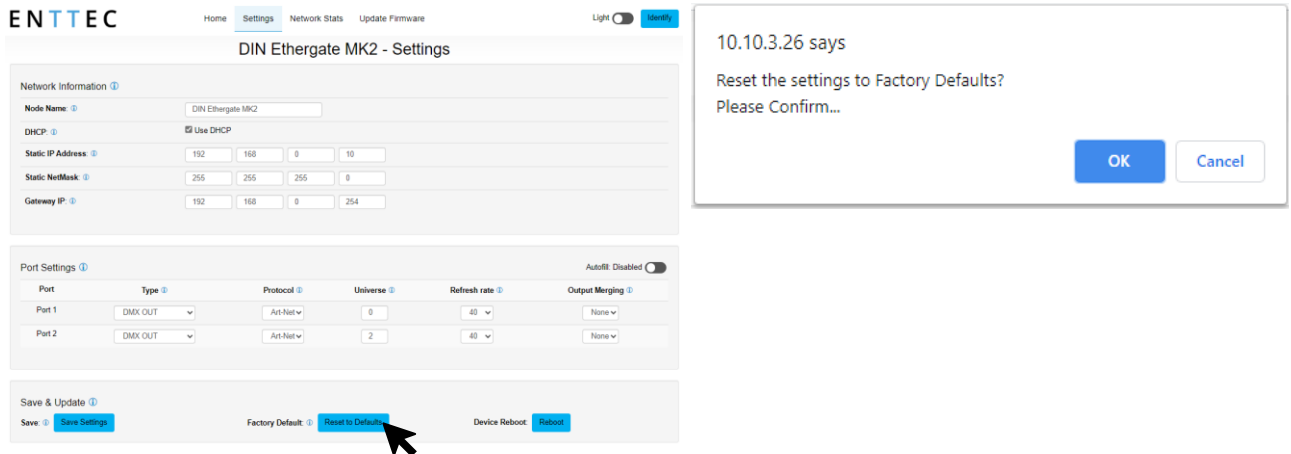 ENTTEC
Home Settings Network Stats Update Firmware
Light Identify
DIN Ethergate MK2 - Settings
Network Information
Node Name: DIN Ethergate MK2
DHCP: Use DHCP
Static IP Address: 192 168 0 10
Static NetMask: 255 255 255 0
Gateway IP: 192 168 0 254
Port Settings Autofill: Disabled
Port Type Protocol Universe Refresh rate Output Merging
Port 1 DMX OUT Art-Net 0 40 None
Port 2 DMX OUT Art-Net 2 40 None
Save & Update
Save: Save Settings Factory Default: Reset to Defaults Device Reboot: Reboot
10.10.3.26 says
Reset the settings to Factory Defaults?
Please Confirm...
OK Cancel